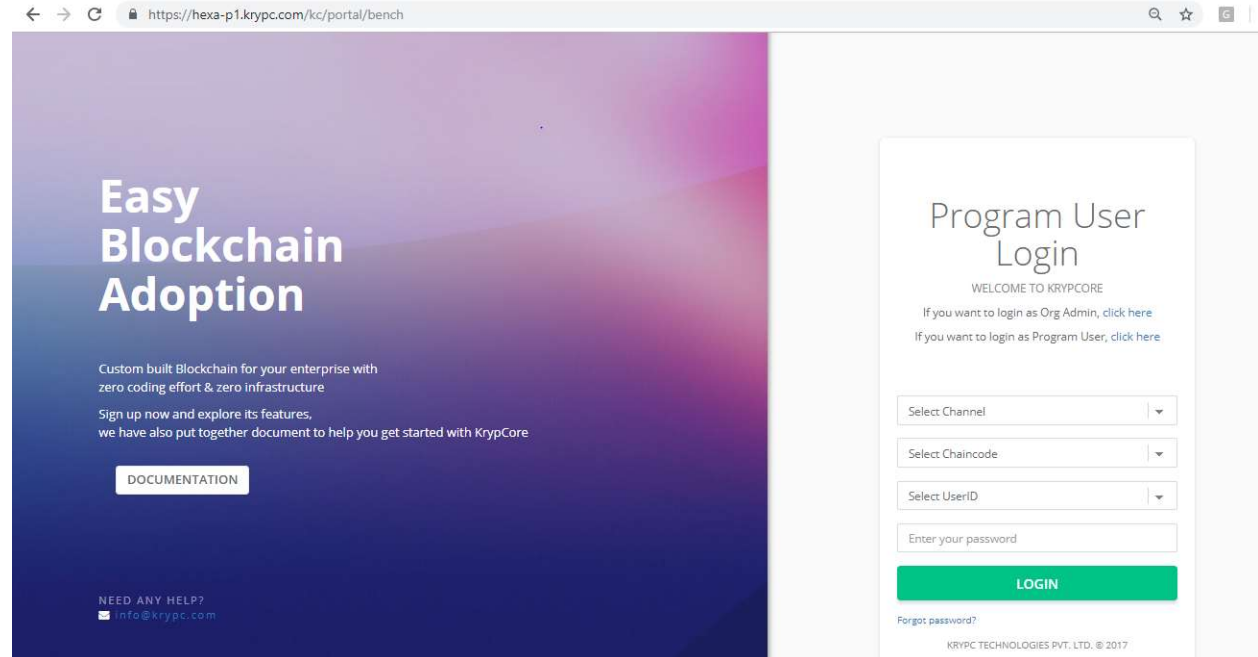 https://hexa-p1.krypc.com/kc/portal/bench
G
Easy
Blockchain
Adoption
Custom built Blockchain for your enterprise with
zero coding effort & zero infrastructure
Sign up now and explore its features,
we have also put together document to help you get started with KrypCore
DOCUMENTATION
NEED ANY HELP?
info@krypc.com
Program User
Login
WELCOME TO KRYPCORE
If you want to login as Org Admin, click here
If you want to login as Program User, click here
Select Channel
Select Chaincode
Select UserID
Enter your password
LOGIN
Forgot password?
KRYPC TECHNOLOGIES PVT. LTD. © 2017